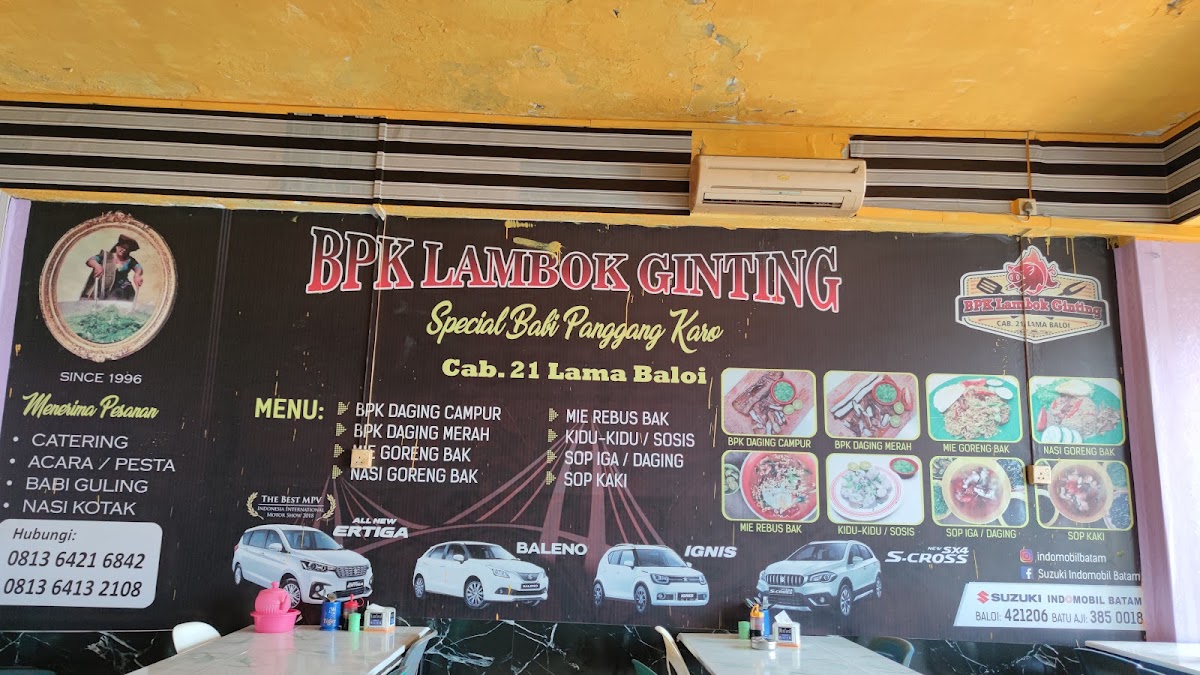 BPK LAMBOK GINTING
Special Babi Panggang Karo
Cab. 21 Lama Baloi
SINCE 1996
Menerima Pesanan
• CATERING
• ACARA / PESTA
• BABI GULING
• NASI KOTAK
Hubungi:
0813 6421 6842
0813 6413 2108
MENU:
BPK DAGING CAMPUR
BPK DAGING MERAH
MIE GORENG BAK
NASI GORENG BAK
MIE REBUS BAK
KIDU-KIDU / SOSIS
SOP IGA / DAGING
SOP KAKI
BPK Lambok Ginting
CAB. 21 LAMA BALOI
BPK DAGING CAMPUR
BPK DAGING MERAH
MIE GORENG BAK
NASI GORENG BAK
MIE REBUS BAK
KIDU-KIDU / SOSIS
SOP IGA / DAGING
SOP KAKI
THE BEST MPV
INDONESIA INTERNATIONAL
MOTOR SHOW 2018
ALL NEW
ERTIGA
BALENO
IGNIS
NEW SX4
S-CROSS
indomobilbatam
Suzuki Indomobil Batam
SUZUKI INDOMOBIL BATAM
BALOI: 421206 BATU AJI: 385 0018